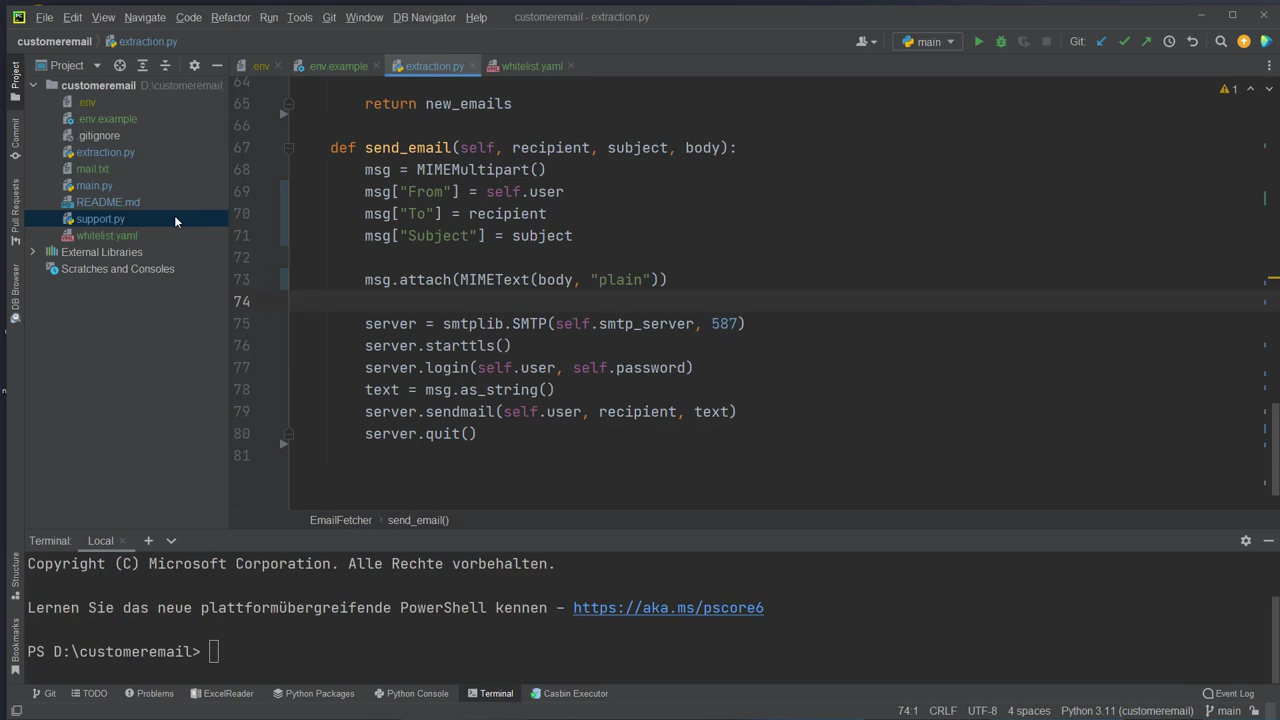 File Edit View Navigate Code Refactor Run Tools Git Window DB Navigator Help customeremail - extraction.py
customeremail extraction.py main Git:
Project .env .env.example extraction.py whitelist.yaml
customeremail D:\customeremail
.env
.env.example
.gitignore
extraction.py
mail.txt
main.py
README.md
support.py
whitelist.yaml
External Libraries
Scratches and Consoles
Project
Commit
Pull Requests
DB Browser
Structure
Bookmarks
1
64
65 return new_emails
66
67 def send_email(self, recipient, subject, body):
68 msg = MIMEMultipart()
69 msg["From"] = self.user
70 msg["To"] = recipient
71 msg["Subject"] = subject
72
73 msg.attach(MIMEText(body, "plain"))
74
75 server = smtplib.SMTP(self.smtp_server, 587)
76 server.starttls()
77 server.login(self.user, self.password)
78 text = msg.as_string()
79 server.sendmail(self.user, recipient, text)
80 server.quit()
81
EmailFetcher send_email()
Terminal: Local
Copyright (C) Microsoft Corporation. Alle Rechte vorbehalten.
Lernen Sie das neue plattformübergreifende PowerShell kennen – https://aka.ms/pscore6
PS D:\customeremail>
Git TODO Problems ExcelReader Python Packages Python Console Terminal Casbin Executor Event Log
74:1 CRLF UTF-8 4 spaces Python 3.11 (customeremail) main